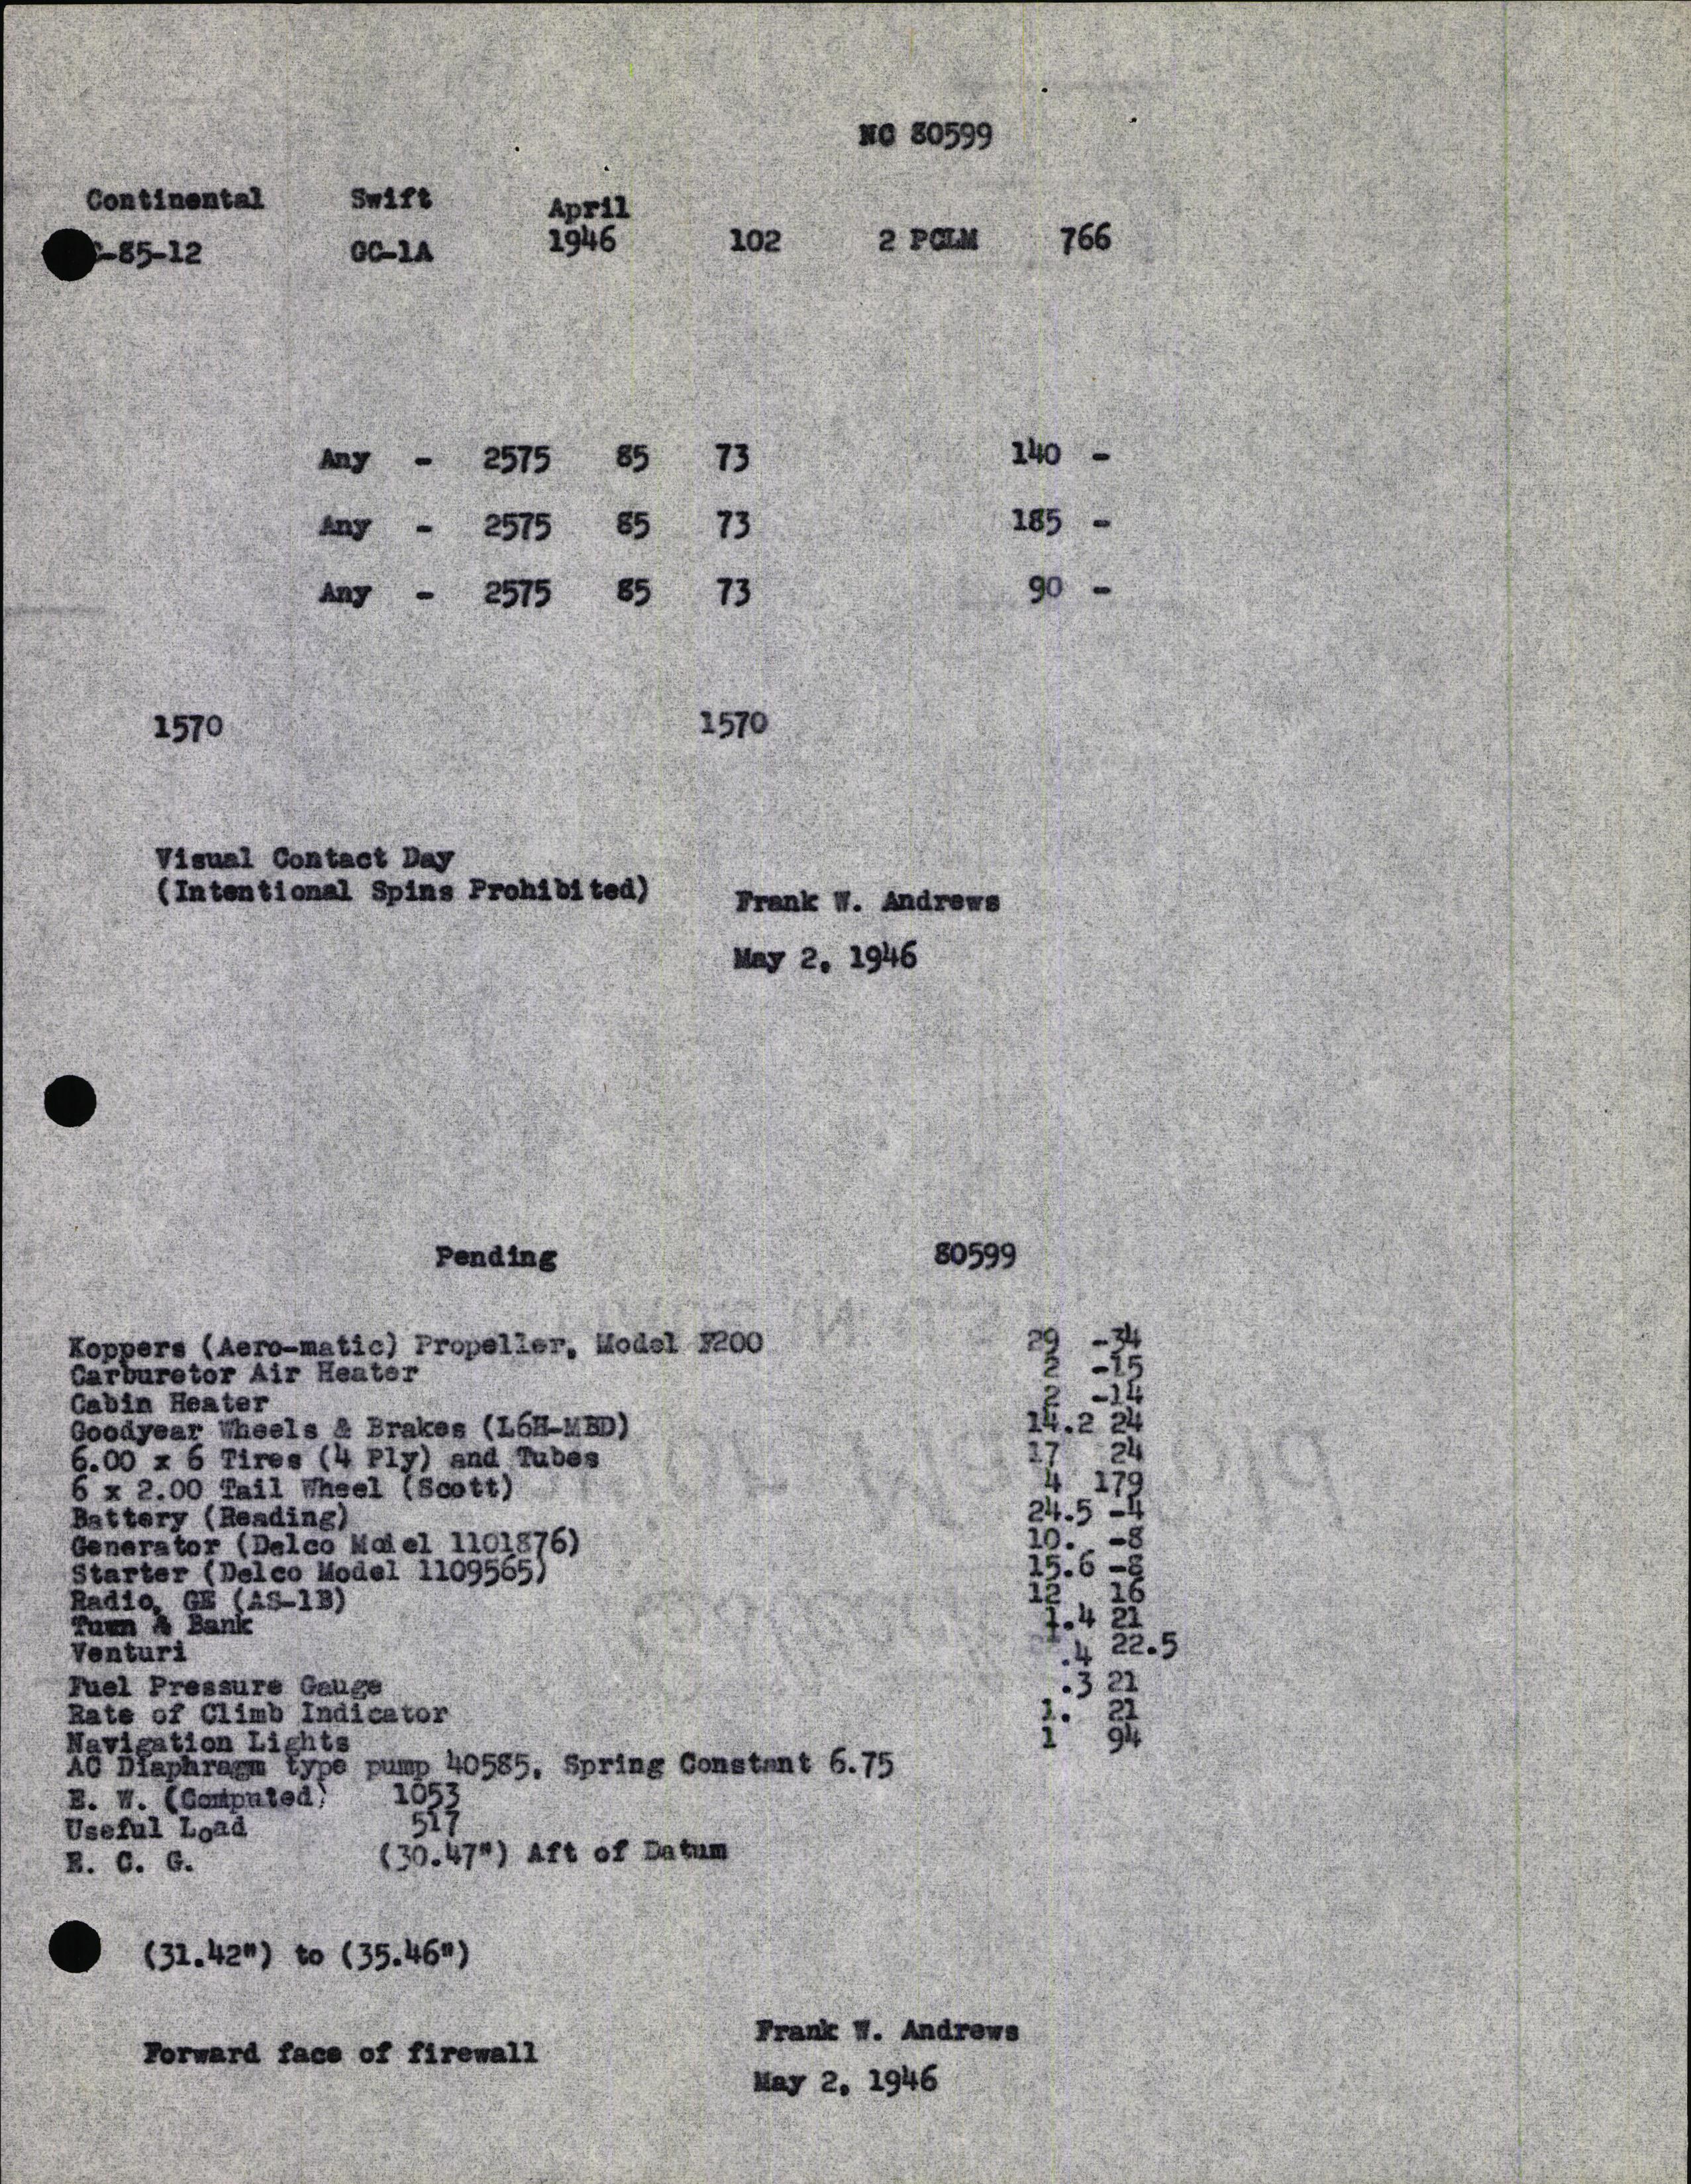 NC 80599
Continental Swift April
-85-12 GC-1A 1946 102 2 PCLM 766
Any - 2575 85 73 140 -
Any - 2575 85 73 185 -
Any - 2575 85 73 90 -
1570 1570
Visual Contact Day
(Intentional Spins Prohibited) Frank W. Andrews
May 2, 1946
Pending 80599
Koppers (Aero-matic) Propeller, Model F200 29 -34
Carburetor Air Heater 2 -15
Cabin Heater 2 -14
Goodyear Wheels & Brakes (L6H-MBD) 14.2 24
6.00 x 6 Tires (4 Ply) and Tubes 17 24
6 x 2.00 Tail Wheel (Scott) 4 179
Battery (Reading) 24.5 -4
Generator (Delco Model 1101876) 10. -8
Starter (Delco Model 1109565) 15.6 -8
Radio, GE (AS-1B) 12 16
Turn & Bank 1.4 21
Venturi .4 22.5
Fuel Pressure Gauge .3 21
Rate of Climb Indicator 1. 21
Navigation Lights 1 94
AC Diaphragm type pump 40585, Spring Constant 6.75
E. W. (Computed) 1053
Useful Load 517
E. C. G. (30.47") Aft of Datum
(31.42") to (35.46")
Frank W. Andrews
Forward face of firewall
May 2, 1946